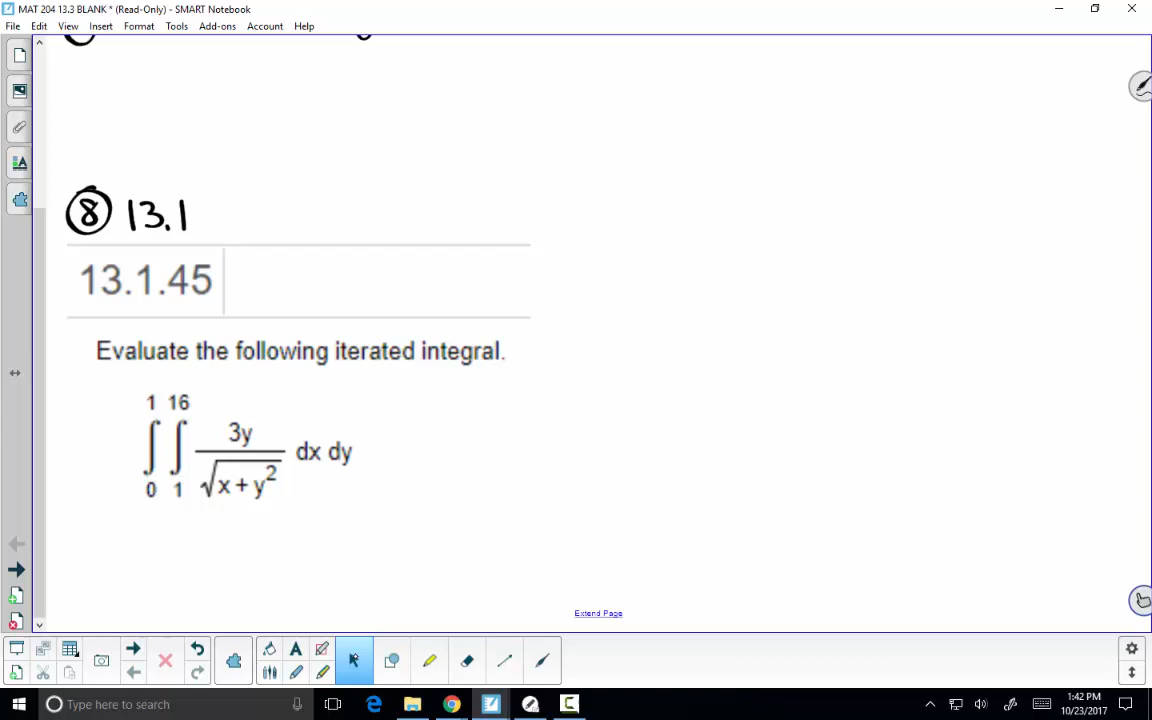 MAT 204 13.3 BLANK * (Read-Only) - SMART Notebook
File Edit View Insert Format Tools Add-ons Account Help
⑧ 13.1
13.1.45
Evaluate the following iterated integral.
1 16
∫ ∫ 3y / √(x + y²) dx dy
0 1
Extend Page
Type here to search
1:42 PM
10/23/2017